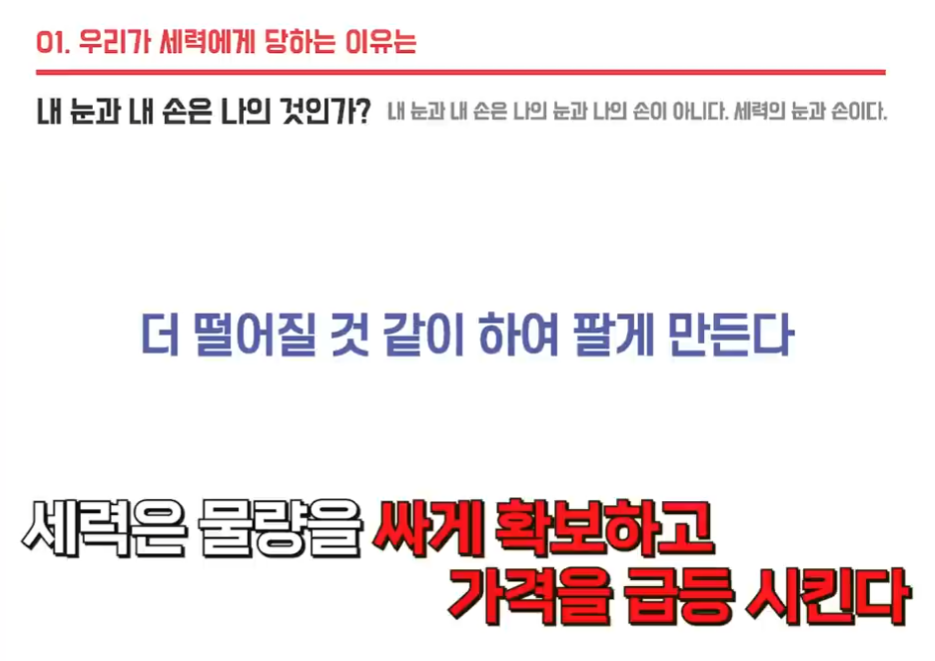 01. 우리가 세력에게 당하는 이유는
내 눈과 내 손은 나의 것인가? 내 눈과 내 손은 나의 눈과 나의 손이 아니다. 세력의 눈과 손이다.
더 떨어질 것 같이 하여 팔게 만든다
세력은 물량을 싸게 확보하고
가격을 급등 시킨다